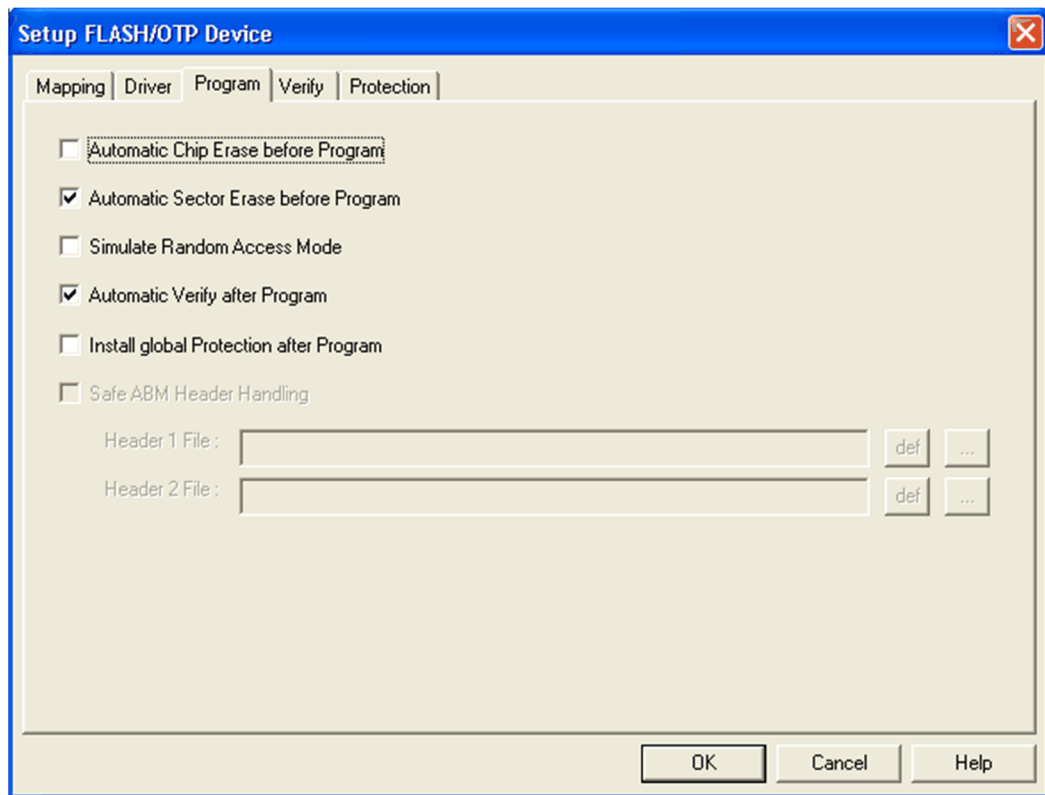 Setup FLASH/OTP Device
Mapping Driver Program Verify Protection
Automatic Chip Erase before Program
Automatic Sector Erase before Program
Simulate Random Access Mode
Automatic Verify after Program
Install global Protection after Program
Safe ABM Header Handling
Header 1 File : def ...
Header 2 File : def ...
OK Cancel Help